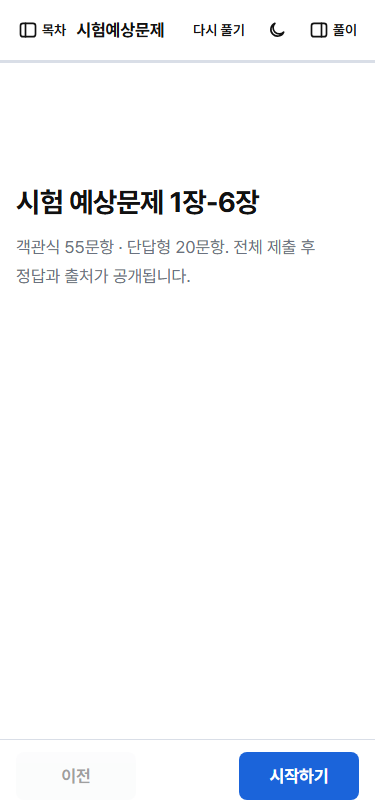 목차 시험예상문제 다시 풀기 풀이
시험 예상문제 1장-6장
객관식 55문항 · 단답형 20문항. 전체 제출 후
정답과 출처가 공개됩니다.
이전 시작하기